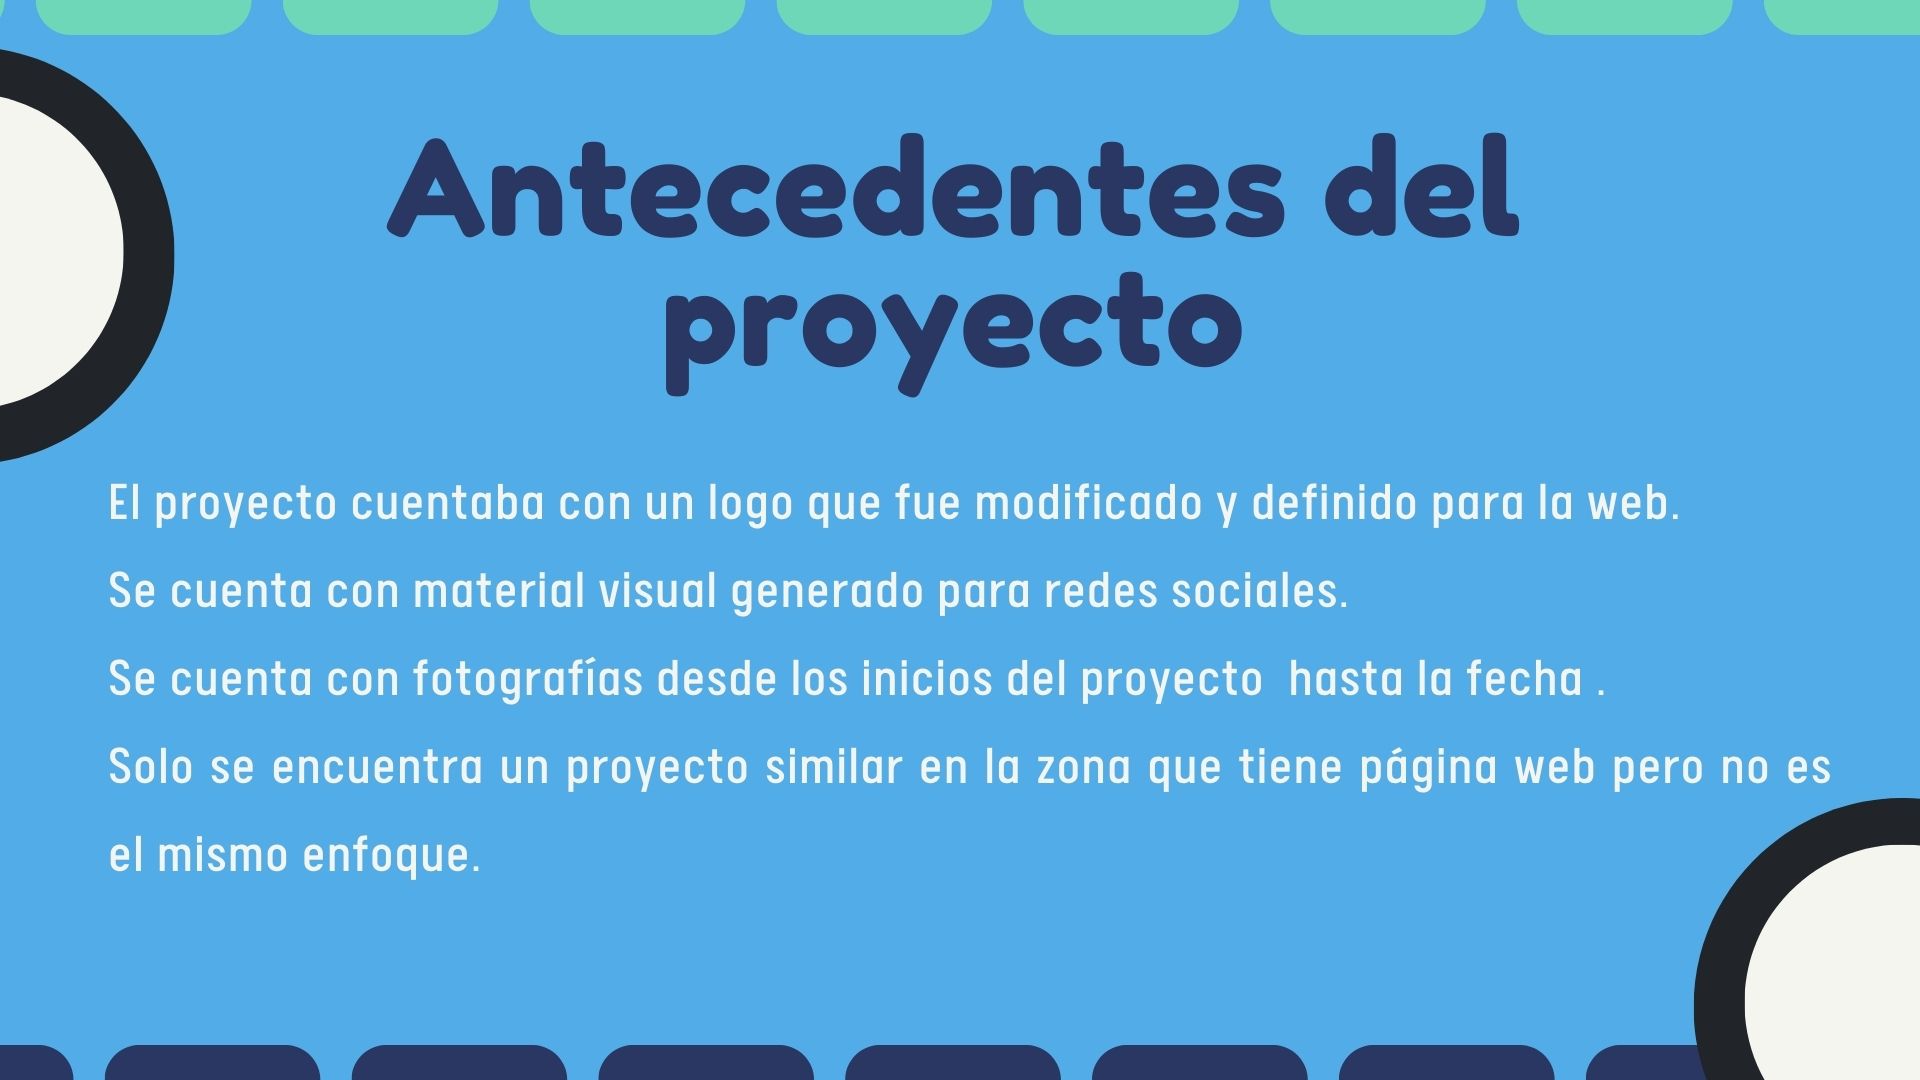 Antecedentes del
proyecto
El proyecto cuentaba con un logo que fue modificado y definido para la web.
Se cuenta con material visual generado para redes sociales.
Se cuenta con fotografías desde los inicios del proyecto  hasta la fecha .
Solo se encuentra un proyecto similar en la zona que tiene página web pero no es
el mismo enfoque.